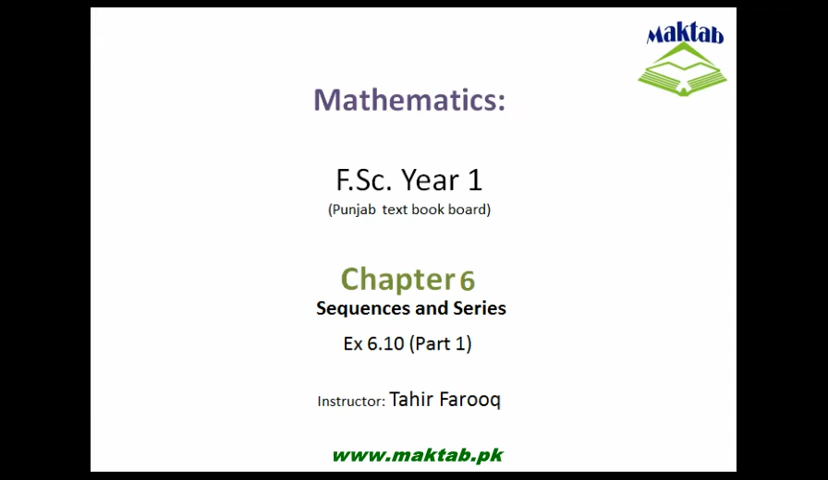 Maktab
Mathematics:
F.Sc. Year 1
(Punjab text book board)
Chapter 6
Sequences and Series
Ex 6.10 (Part 1)
Instructor: Tahir Farooq
www.maktab.pk